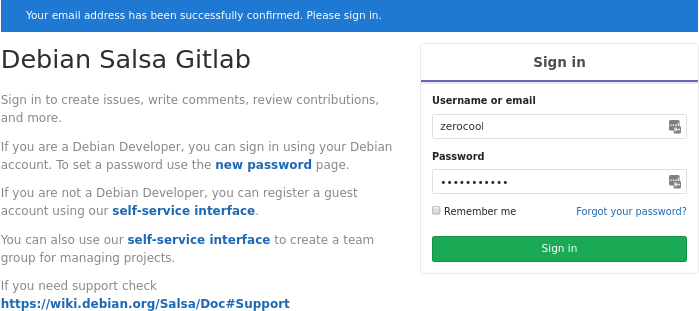 Your email address has been successfully confirmed. Please sign in.
Debian Salsa Gitlab
Sign in to create issues, write comments, review contributions,
and more.
If you are a Debian Developer, you can sign in using your Debian
account. To set a password use the new password page.
If you are not a Debian Developer, you can register a guest
account using our self-service interface.
You can also use our self-service interface to create a team
group for managing projects.
If you need support check
https://wiki.debian.org/Salsa/Doc#Support
Sign in
Username or email
zerocool
Password
•••••••••••
Remember me
Forgot your password?
Sign in